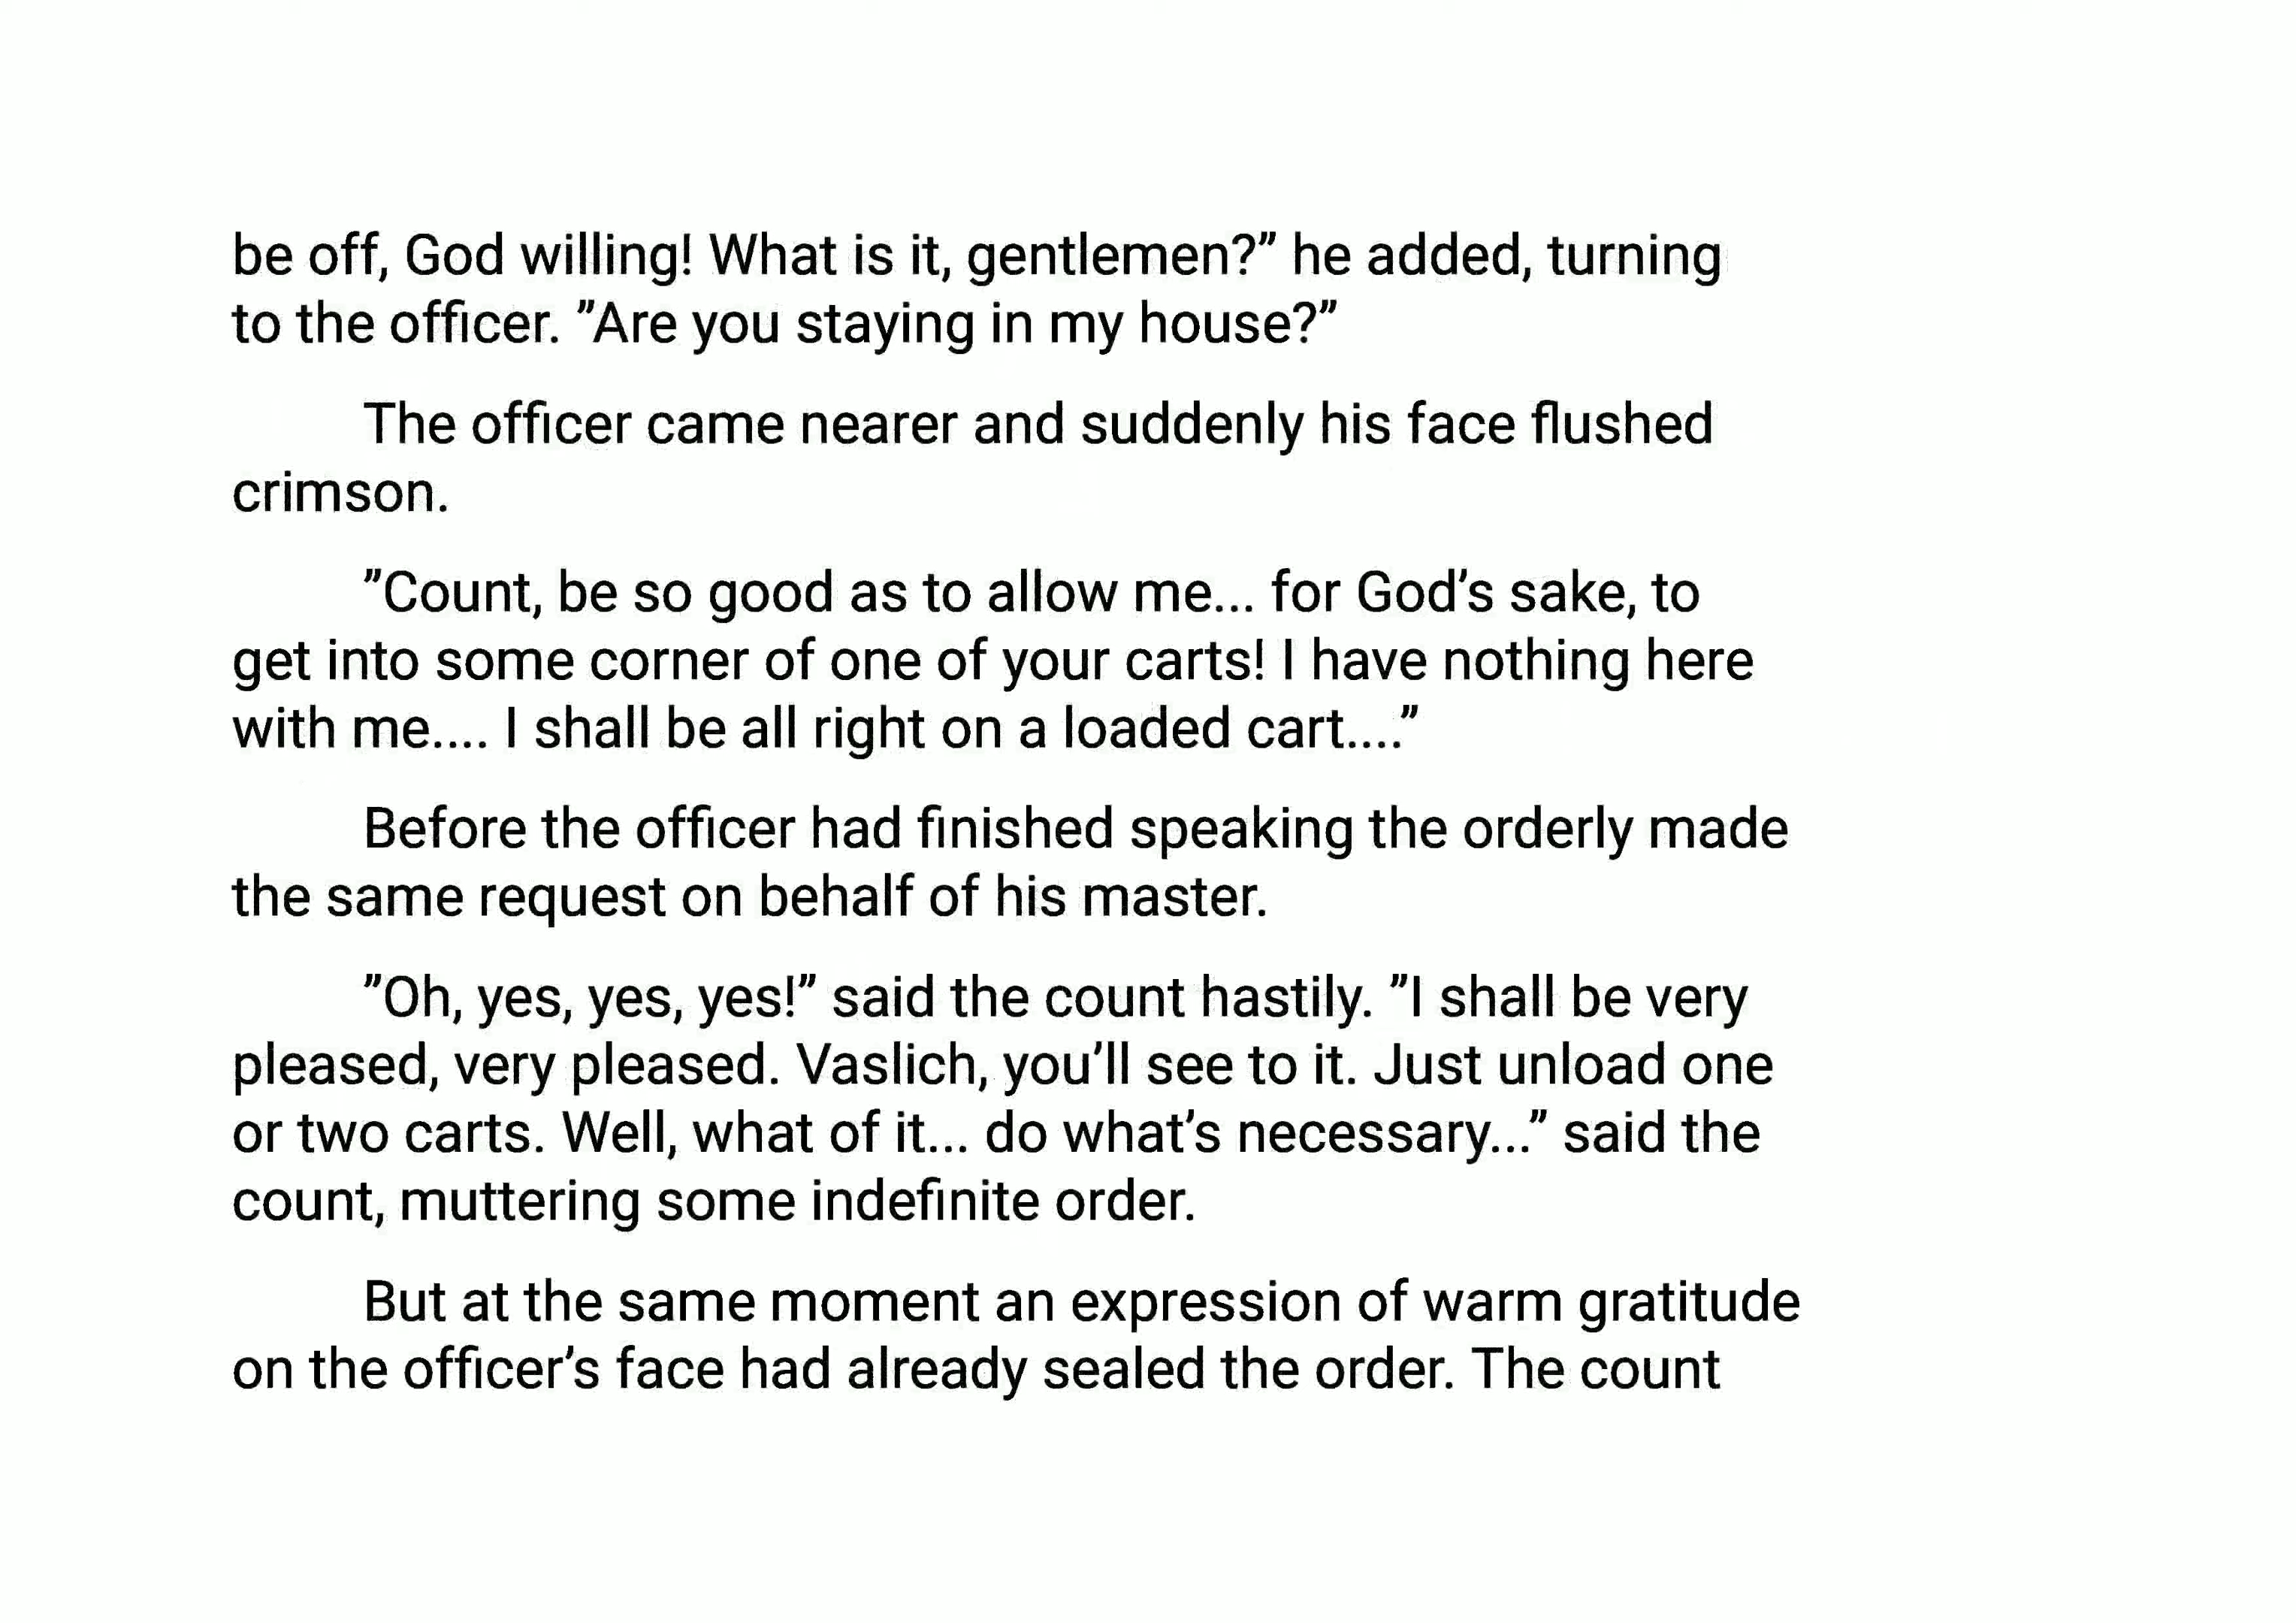 be off, God willing! What is it, gentlemen?” he added, turning
to the officer. ”Are you staying in my house?”
The officer came nearer and suddenly his face flushed
crimson.
”Count, be so good as to allow me... for God’s sake, to
get into some corner of one of your carts! I have nothing here
with me.... I shall be all right on a loaded cart....”
Before the officer had finished speaking the orderly made
the same request on behalf of his master.
”Oh, yes, yes, yes!” said the count hastily. ”I shall be very
pleased, very pleased. Vaslich, you’ll see to it. Just unload one
or two carts. Well, what of it... do what’s necessary...” said the
count, muttering some indefinite order.
But at the same moment an expression of warm gratitude
on the officer’s face had already sealed the order. The count